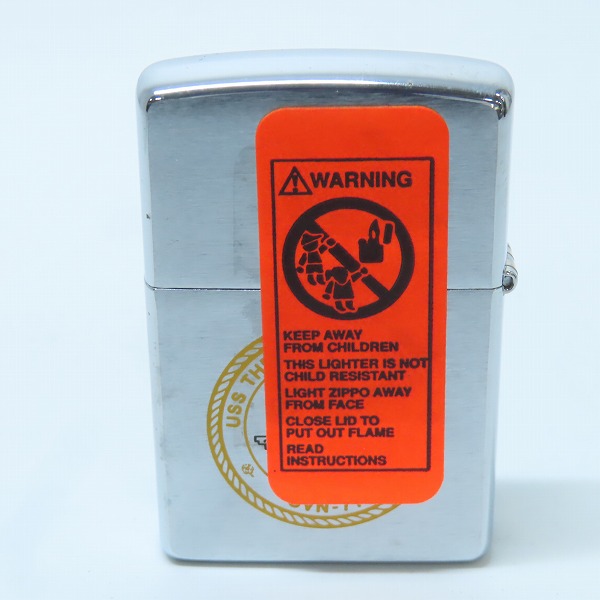 WARNING
KEEP AWAY
FROM CHILDREN
THIS LIGHTER IS NOT
CHILD RESISTANT
LIGHT ZIPPO AWAY
FROM FACE
CLOSE LID TO
PUT OUT FLAME
READ
INSTRUCTIONS
USS TH